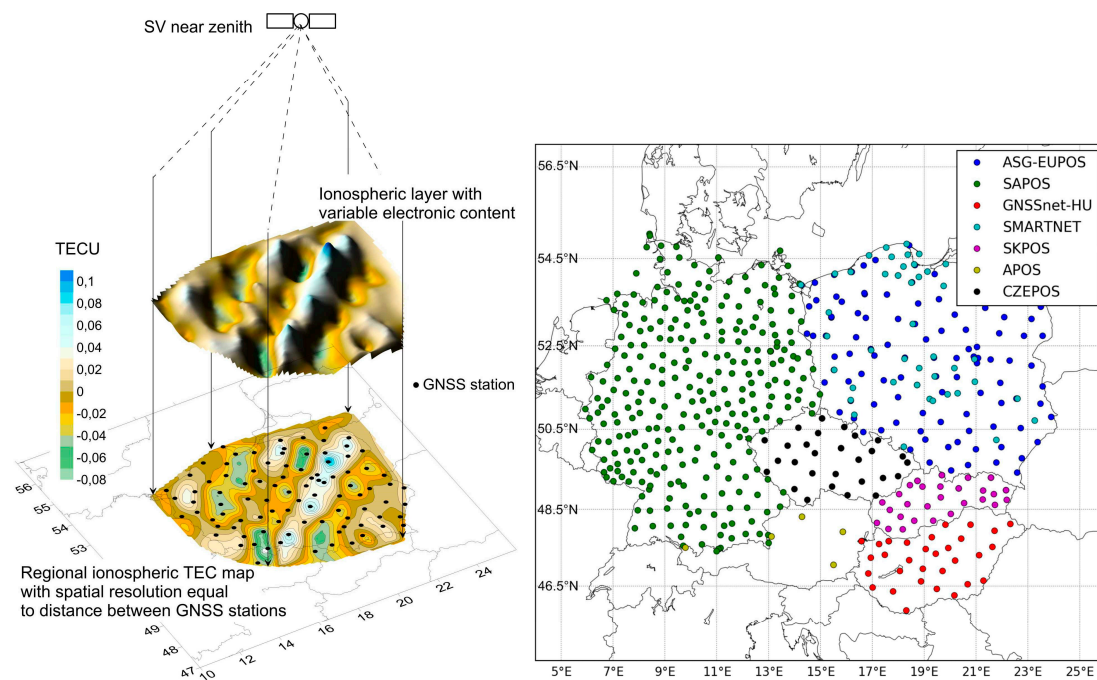 SV near zenith
Ionospheric layer with
variable electronic content
TECU
0,1
0,08
0,06
0,04
0,02
0
-0,02
-0,04
-0,06
-0,08
GNSS station
Regional ionospheric TEC map
with spatial resolution equal
to distance between GNSS stations
56
55
54
53
49
48
47
10
12
14
16
18
20
22
24
56.5°N
54.5°N
52.5°N
50.5°N
48.5°N
46.5°N
5°E
7°E
9°E
11°E
13°E
15°E
17°E
19°E
21°E
23°E
25°E
ASG-EUPOS
SAPOS
GNSSnet-HU
SMARTNET
SKPOS
APOS
CZEPOS